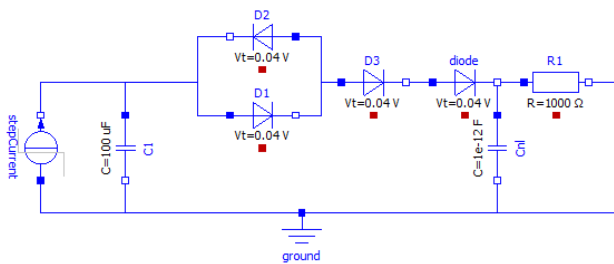 D2
Vt=0.04 V
D1
Vt=0.04 V
D3
Vt=0.04 V
diode
Vt=0.04 V
R1
R=1000 Ω
stepCurrent
C=100 uF
C1
C=1e-12 F
Cnl
ground